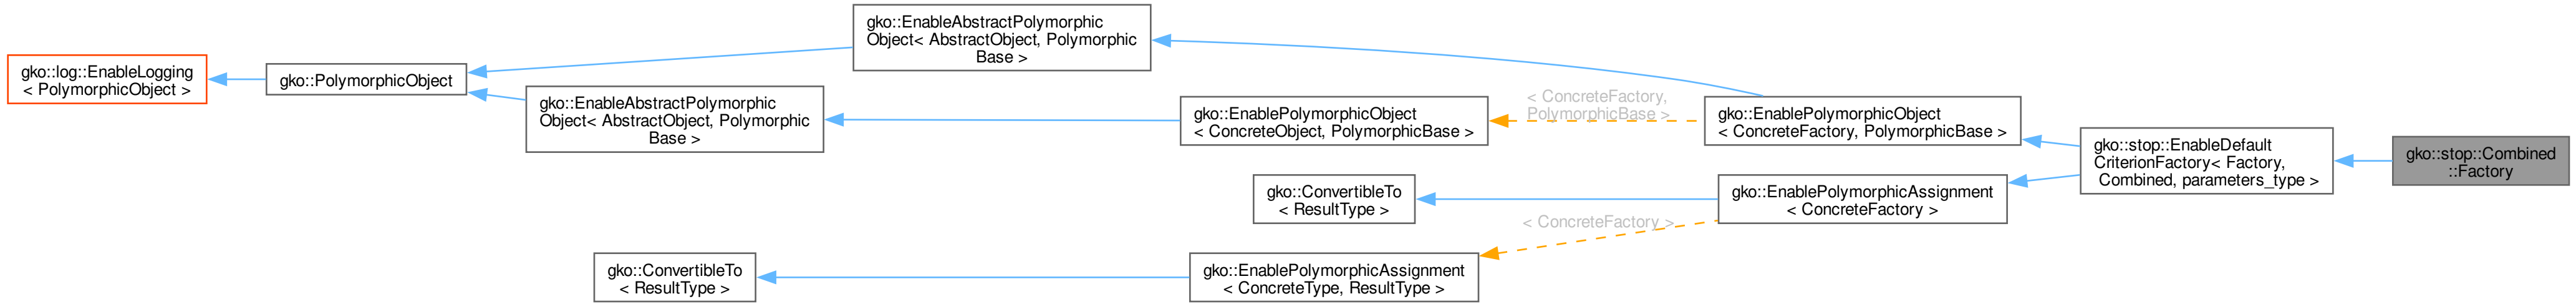 gko::log::EnableLogging
< PolymorphicObject >
gko::PolymorphicObject
gko::EnableAbstractPolymorphic
Object< AbstractObject, Polymorphic
Base >
gko::EnableAbstractPolymorphic
Object< AbstractObject, Polymorphic
Base >
gko::EnablePolymorphicObject
< ConcreteObject, PolymorphicBase >
< ConcreteFactory,
PolymorphicBase >
gko::EnablePolymorphicObject
< ConcreteFactory, PolymorphicBase >
gko::ConvertibleTo
< ResultType >
gko::EnablePolymorphicAssignment
< ConcreteFactory >
gko::ConvertibleTo
< ResultType >
gko::EnablePolymorphicAssignment
< ConcreteType, ResultType >
< ConcreteFactory >
gko::stop::EnableDefault
CriterionFactory< Factory,
Combined, parameters_type >
gko::stop::Combined
::Factory